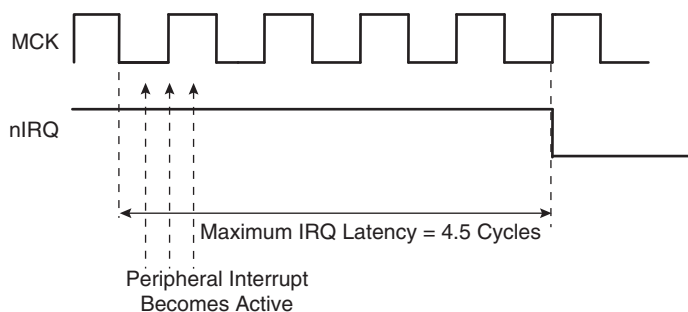 MCK
nIRQ
Maximum IRQ Latency = 4.5 Cycles
Peripheral Interrupt
Becomes Active